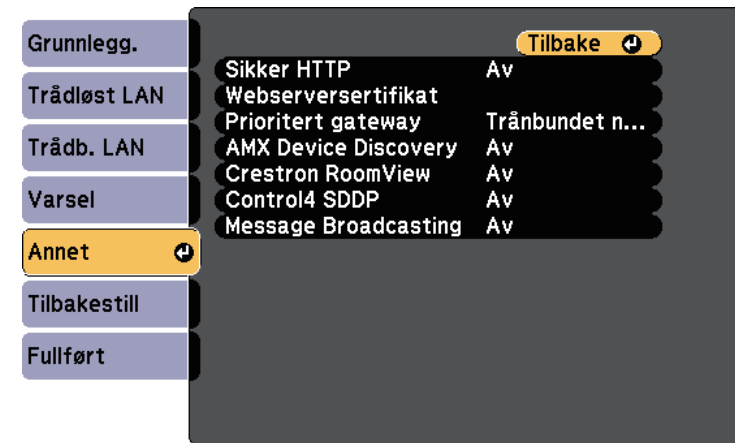 Grunnlegg.
Trådløst LAN
Trådb. LAN
Varsel
Annet
Tilbakestill
Fullført
Tilbake
Sikker HTTP Av
Webserversertifikat
Prioritert gateway Trånbundet n...
AMX Device Discovery Av
Crestron RoomView Av
Control4 SDDP Av
Message Broadcasting Av